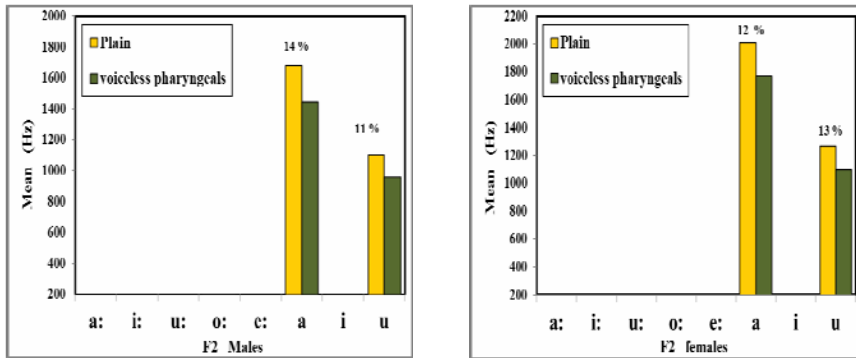 2000
1800
1600
1400
1200
1000
800
600
400
200
Mean (Hz)
Plain
voiceless pharyngeals
14 %
11 %
a: i: u: o: e: a i u
F2 Males
2200
2000
1800
1600
1400
1200
1000
800
600
400
200
Mean (Hz)
Plain
voiceless pharyngeals
12 %
13 %
a: i: u: o: e: a i u
F2 females